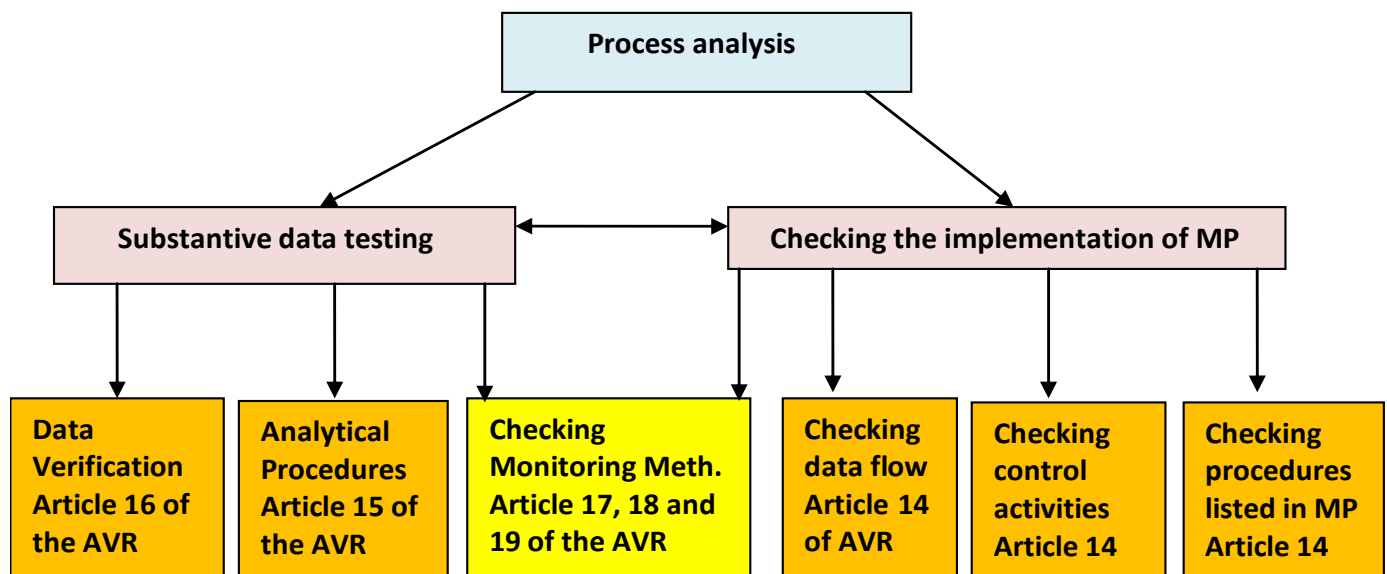 Process analysis
Substantive data testing
Checking the implementation of MP
Data
Verification
Article 16 of
the AVR
Analytical
Procedures
Article 15 of
the AVR
Checking
Monitoring Meth.
Article 17, 18 and
19 of the AVR
Checking
data flow
Article 14
of AVR
Checking
control
activities
Article 14
Checking
procedures
listed in MP
Article 14